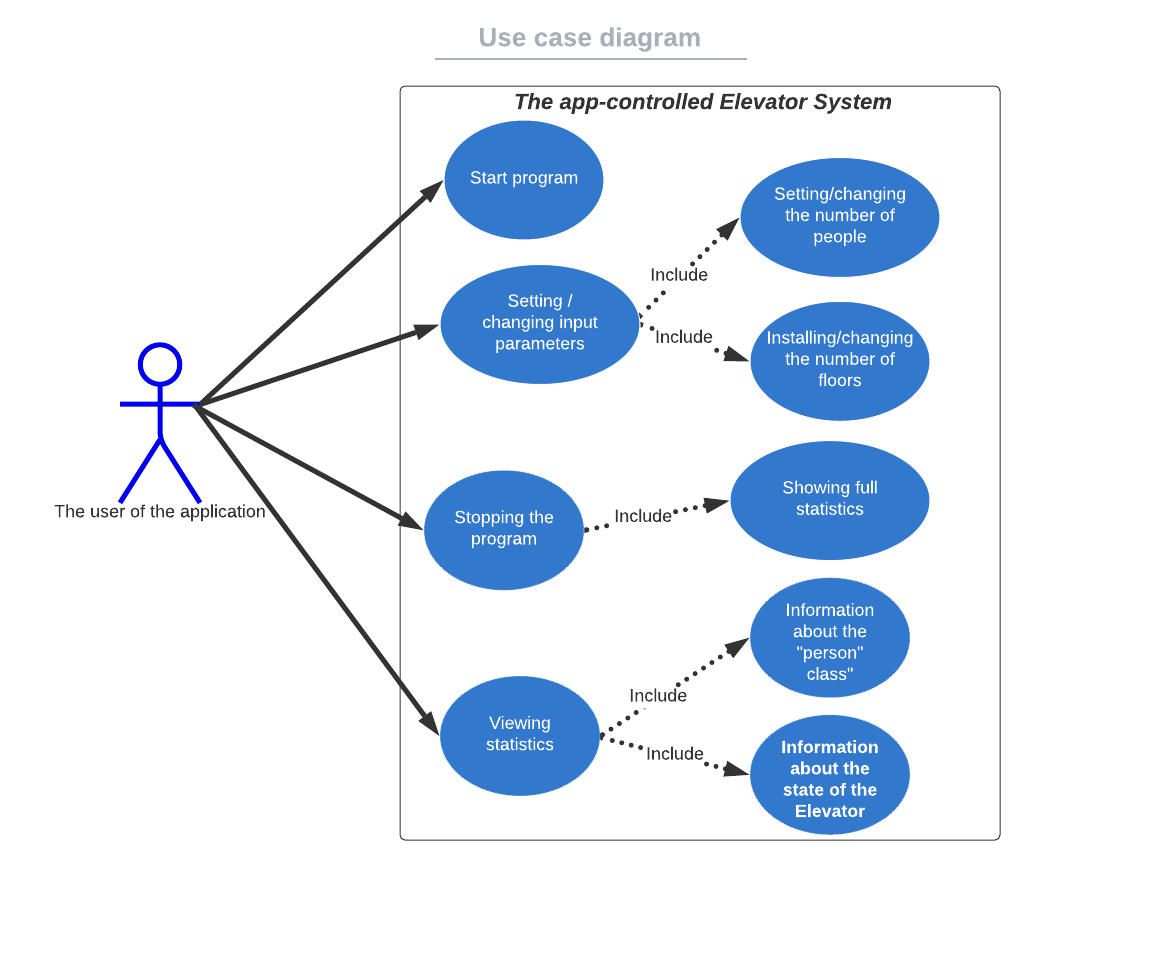 Use case diagram
The app-controlled Elevator System
Start program
Setting/changing
the number of
people
Include
Setting /
changing input
parameters
Include
Installing/changing
the number of
floors
The user of the application
Stopping the
program
Include
Showing full
statistics
Information
about the
"person"
class"
Include
Viewing
statistics
Include
Information
about the
state of the
Elevator